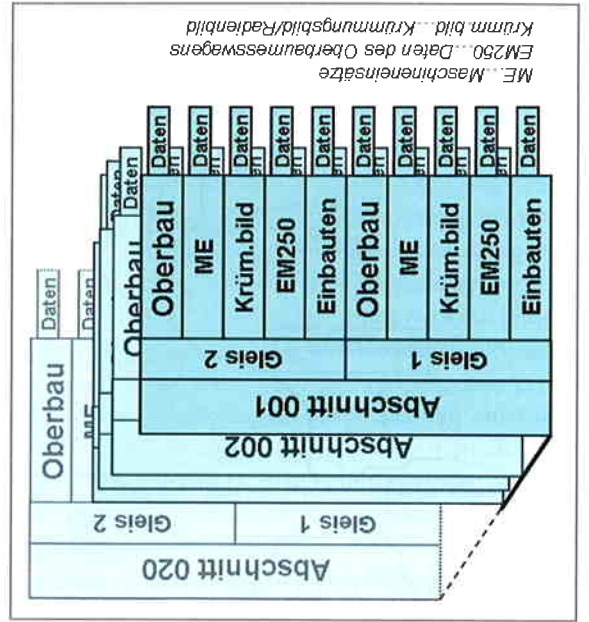 Abschnitt 020
Gleis 1 Gleis 2
Oberbau
Daten
Abschnitt 002
Oberbau
Daten
Abschnitt 001
Gleis 1 Gleis 2
Einbauten
EM250
Krüm.bild
ME
Oberbau
Einbauten
EM250
Krüm.bild
ME
Oberbau
Daten
Daten
Daten
Daten
Daten
Daten
Daten
Daten
Daten
Daten
ME...Maschineneinsätze
EM250...Daten des Oberbaumesswagens
Krümm.bild...Krümmungsbild/Radienbild